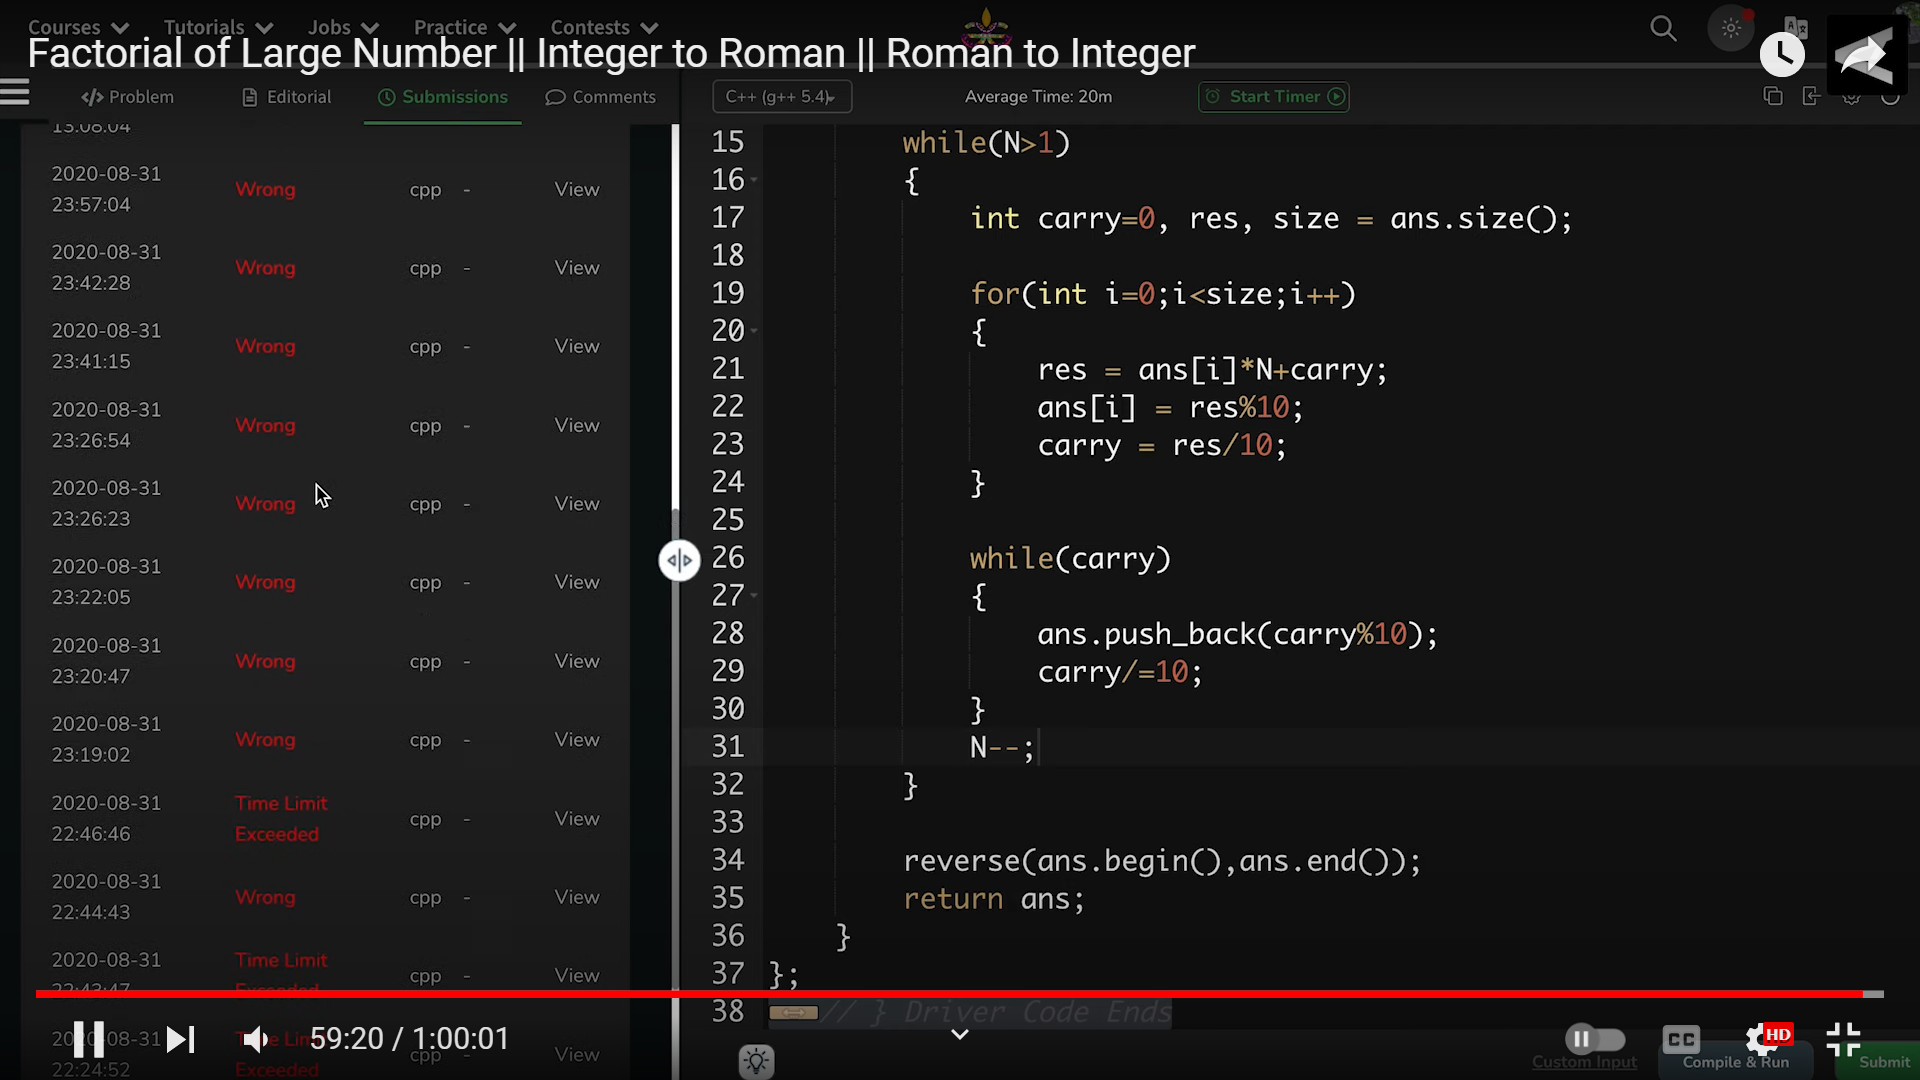 Courses Tutorials Jobs Practice Contests
Factorial of Large Number || Integer to Roman || Roman to Integer
</> Problem Editorial Submissions Comments
C++ (g++ 5.4) Average Time: 20m Start Timer
13:08:04
2020-08-31
23:57:04
Wrong cpp - View
2020-08-31
23:42:28
Wrong cpp - View
2020-08-31
23:41:15
Wrong cpp - View
2020-08-31
23:26:54
Wrong cpp - View
2020-08-31
23:26:23
Wrong cpp - View
2020-08-31
23:22:05
Wrong cpp - View
2020-08-31
23:20:47
Wrong cpp - View
2020-08-31
23:19:02
Wrong cpp - View
2020-08-31
22:46:46
Time Limit
Exceeded
cpp - View
2020-08-31
22:44:43
Wrong cpp - View
2020-08-31
22:43:47
Time Limit
Exceeded
cpp - View
22:24:52
Exceeded
cpp - View
15 while(N>1)
16 {
17 int carry=0, res, size = ans.size();
18
19 for(int i=0;i<size;i++)
20 {
21 res = ans[i]*N+carry;
22 ans[i] = res%10;
23 carry = res/10;
24 }
25
26 while(carry)
27 {
28 ans.push_back(carry%10);
29 carry/=10;
30 }
31 N--;
32 }
33
34 reverse(ans.begin(),ans.end());
35 return ans;
36 }
37 };
38 // } Driver Code Ends
59:20 / 1:00:01
CC
HD
Custom Input Compile & Run Submit